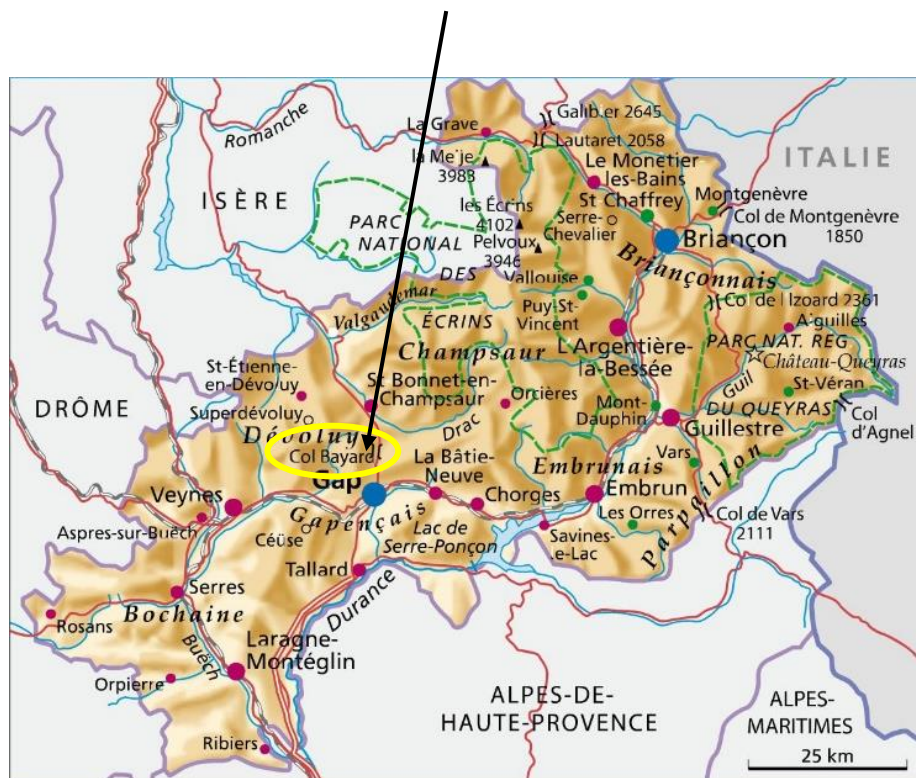 Galibier 2645
La Grave
Romanche
Lautaret 2058
ITALIE
la Meije
3983
Le Monêtier
les-Bains
ISÈRE
Montgenèvre
St Chaffrey
les Écrins
4102
Serre-
Chevalier
Col de Montgenèvre
1850
PARC
NATIONAL
Pelvoux
3946
Briançon
Briançonnais
DES
Vallouise
Col de l'Izoard 2361
Valgaudemar
ÉCRINS
Puy-St-
Vincent
Aiguilles
PARC NAT. REG
Champsaur
L'Argentière-
la-Bessée
Château-Queyras
Guil
St-Étienne-
en-Dévoluy
St Bonnet-en-
Champsaur
Orcières
St-Véran
DRÔME
Superdévoluy
Drac
Mont-
Dauphin
DU QUEYRAS
Guillestre
Col
d'Agnel
Dévoluy
Col Bayard
La Bâtie-
Neuve
Vars
Gap
Embrunais
Parpaillon
Veynes
Chorges
Embrun
Gapençais
Aspres-sur-Buëch
Les Orres
Col de Vars
2111
Céüse
Lac de
Serre-Ponçon
Savines-
le-Lac
Tallard
Serres
Durance
Bochaine
Rosans
Buëch
Laragne-
Montéglin
Orpierre
ALPES-DE-
HAUTE-PROVENCE
ALPES-
MARITIMES
Ribiers
25 km